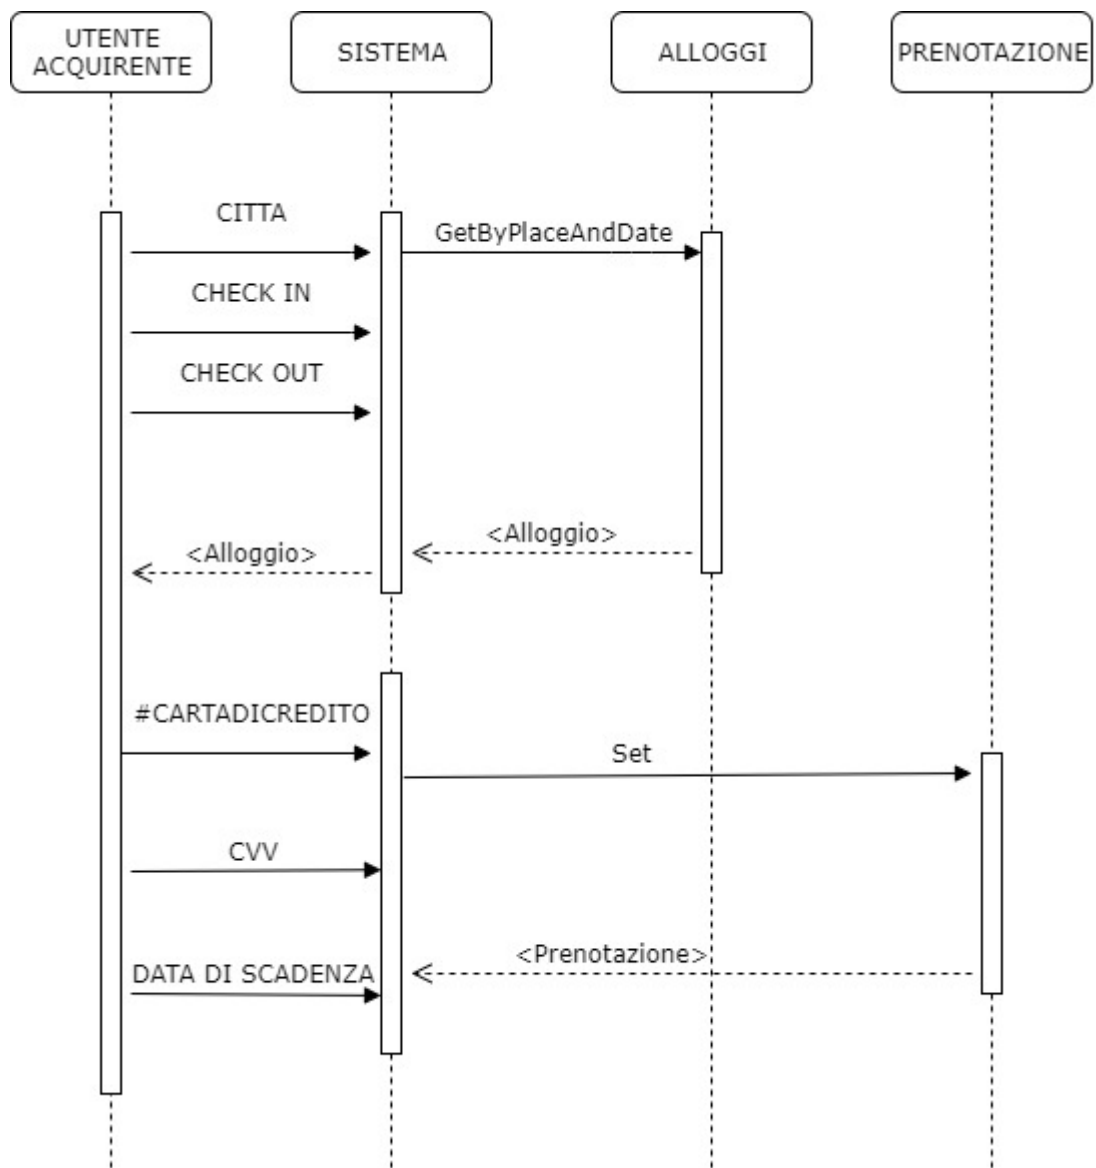 UTENTE
ACQUIRENTE
SISTEMA
ALLOGGI
PRENOTAZIONE
CITTA
GetByPlaceAndDate
CHECK IN
CHECK OUT
<Alloggio>
<Alloggio>
#CARTADICREDITO
Set
CVV
<Prenotazione>
DATA DI SCADENZA